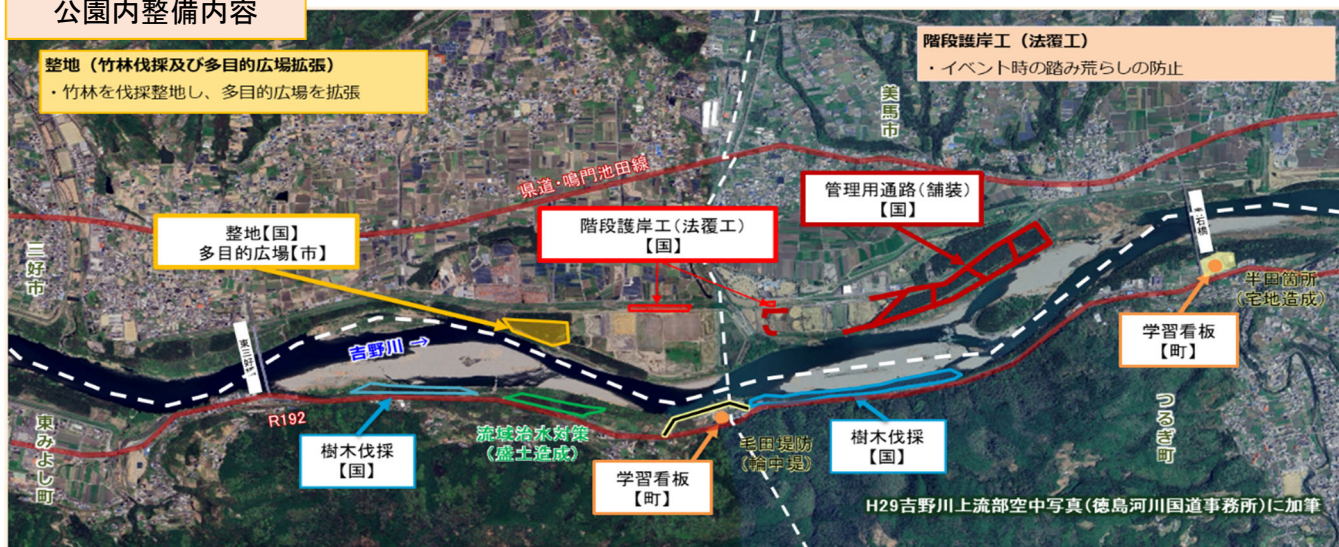 公園内整備内容
整地（竹林伐採及び多目的広場拡張）
・竹林を伐採整地し、多目的広場を拡張
階段護岸工（法覆工）
・イベント時の踏み荒らしの防止
美馬市
県道・鳴門池田線
管理用通路（舗装）
【国】
階段護岸工（法覆工）
【国】
整地【国】
多目的広場【市】
三好市
半田箇所
（宅地造成）
学習看板
【町】
吉野川 →
R192
東みよし町
樹木伐採
【国】
流域治水対策
（盛土造成）
学習看板
【町】
毛田堤防
（輪中堤）
樹木伐採
【国】
つるぎ町
H29吉野川上流部空中写真（徳島河川国道事務所）に加筆